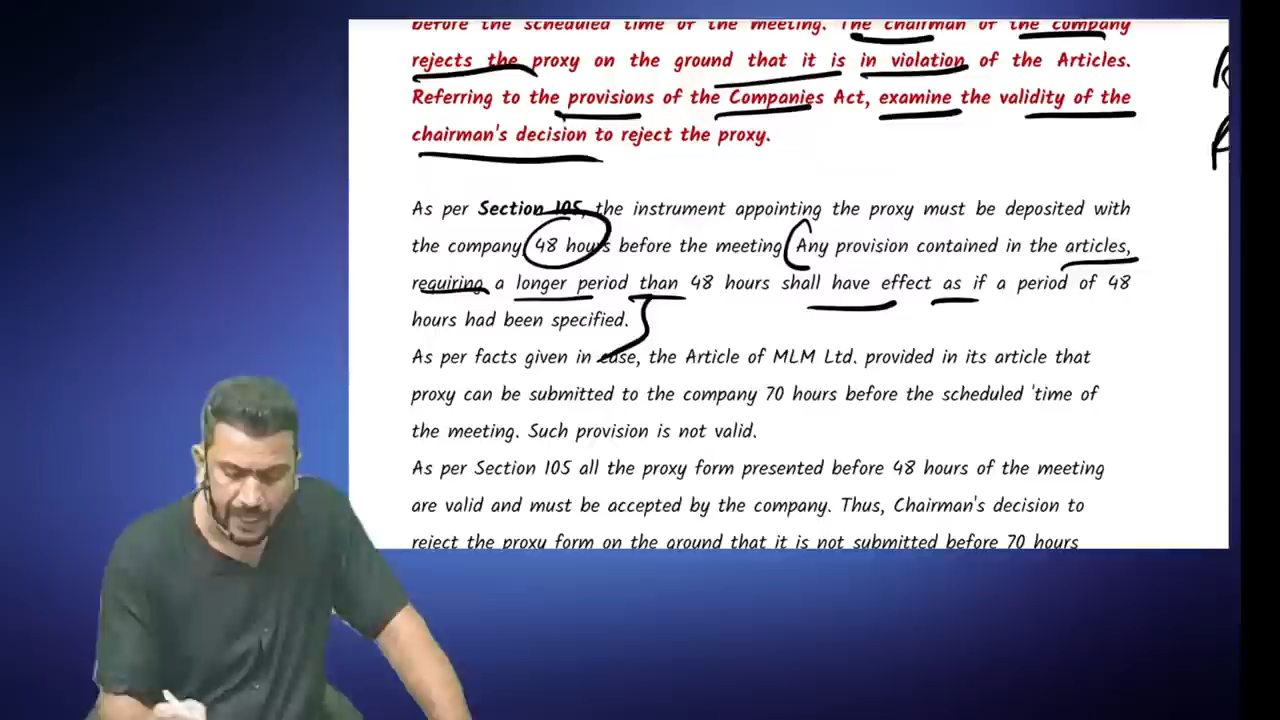 before the scheduled time of the meeting. The chairman of the company
rejects the proxy on the ground that it is in violation of the Articles.
Referring to the provisions of the Companies Act, examine the validity of the
chairman's decision to reject the proxy.
As per Section 105, the instrument appointing the proxy must be deposited with
the company 48 hours before the meeting Any provision contained in the articles,
requiring a longer period than 48 hours shall have effect as if a period of 48
hours had been specified.
As per facts given in case, the Article of MLM Ltd. provided in its article that
proxy can be submitted to the company 70 hours before the scheduled 'time of
the meeting. Such provision is not valid.
As per Section 105 all the proxy form presented before 48 hours of the meeting
are valid and must be accepted by the company. Thus, Chairman's decision to
reject the proxy form on the ground that it is not submitted before 70 hours